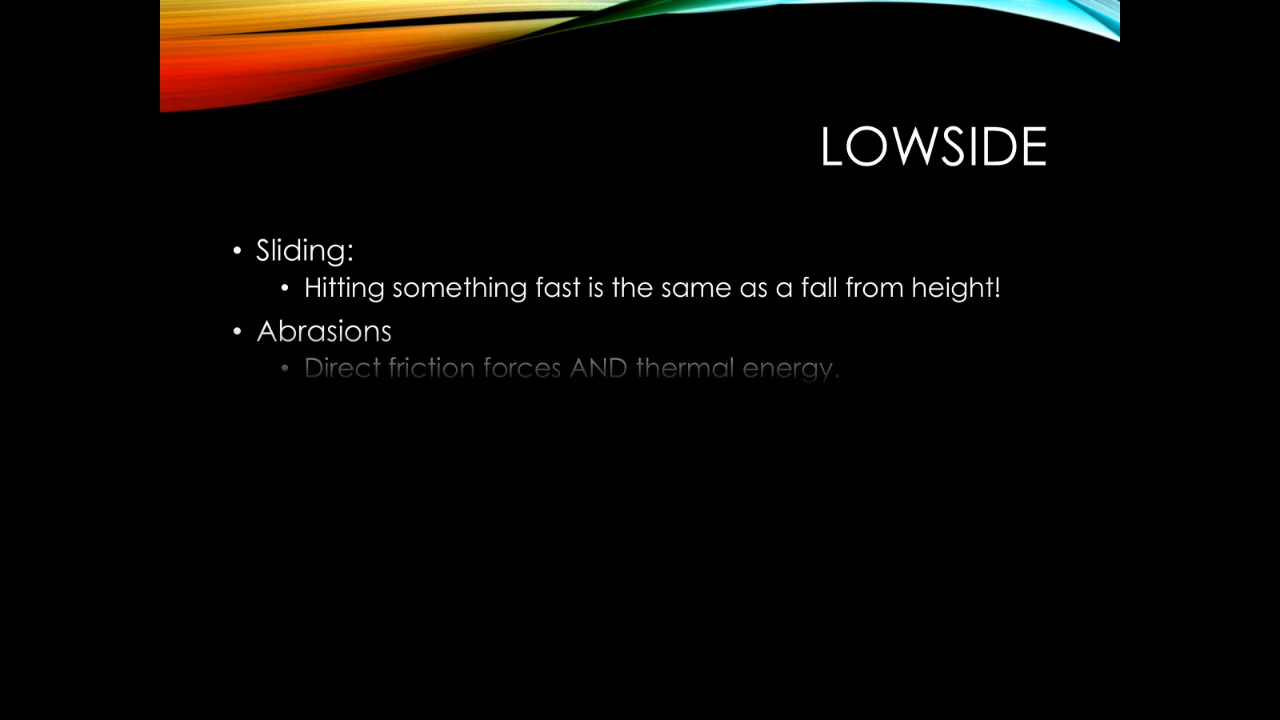 LOWSIDE
• Sliding:
• Hitting something fast is the same as a fall from height!
• Abrasions
• Direct friction forces AND thermal energy.